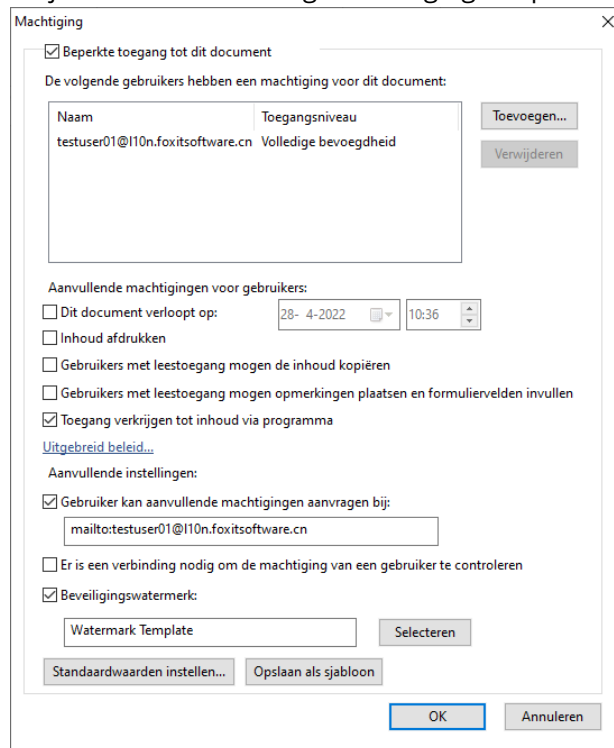 Machtiging
Beperkte toegang tot dit document
De volgende gebruikers hebben een machtiging voor dit document:
Naam Toegangsniveau
Toevoegen...
testuser01@l10n.foxitsoftware.cn Volledige bevoegdheid
Verwijderen
Aanvullende machtigingen voor gebruikers:
Dit document verloopt op: 28- 4-2022 10:36
Inhoud afdrukken
Gebruikers met leestoegang mogen de inhoud kopiëren
Gebruikers met leestoegang mogen opmerkingen plaatsen en formuliervelden invullen
Toegang verkrijgen tot inhoud via programma
Uitgebreid beleid...
Aanvullende instellingen:
Gebruiker kan aanvullende machtigingen aanvragen bij:
mailto:testuser01@l10n.foxitsoftware.cn
Er is een verbinding nodig om de machtiging van een gebruiker te controleren
Beveiligingswatermerk:
Watermark Template Selecteren
Standaardwaarden instellen... Opslaan als sjabloon
OK Annuleren